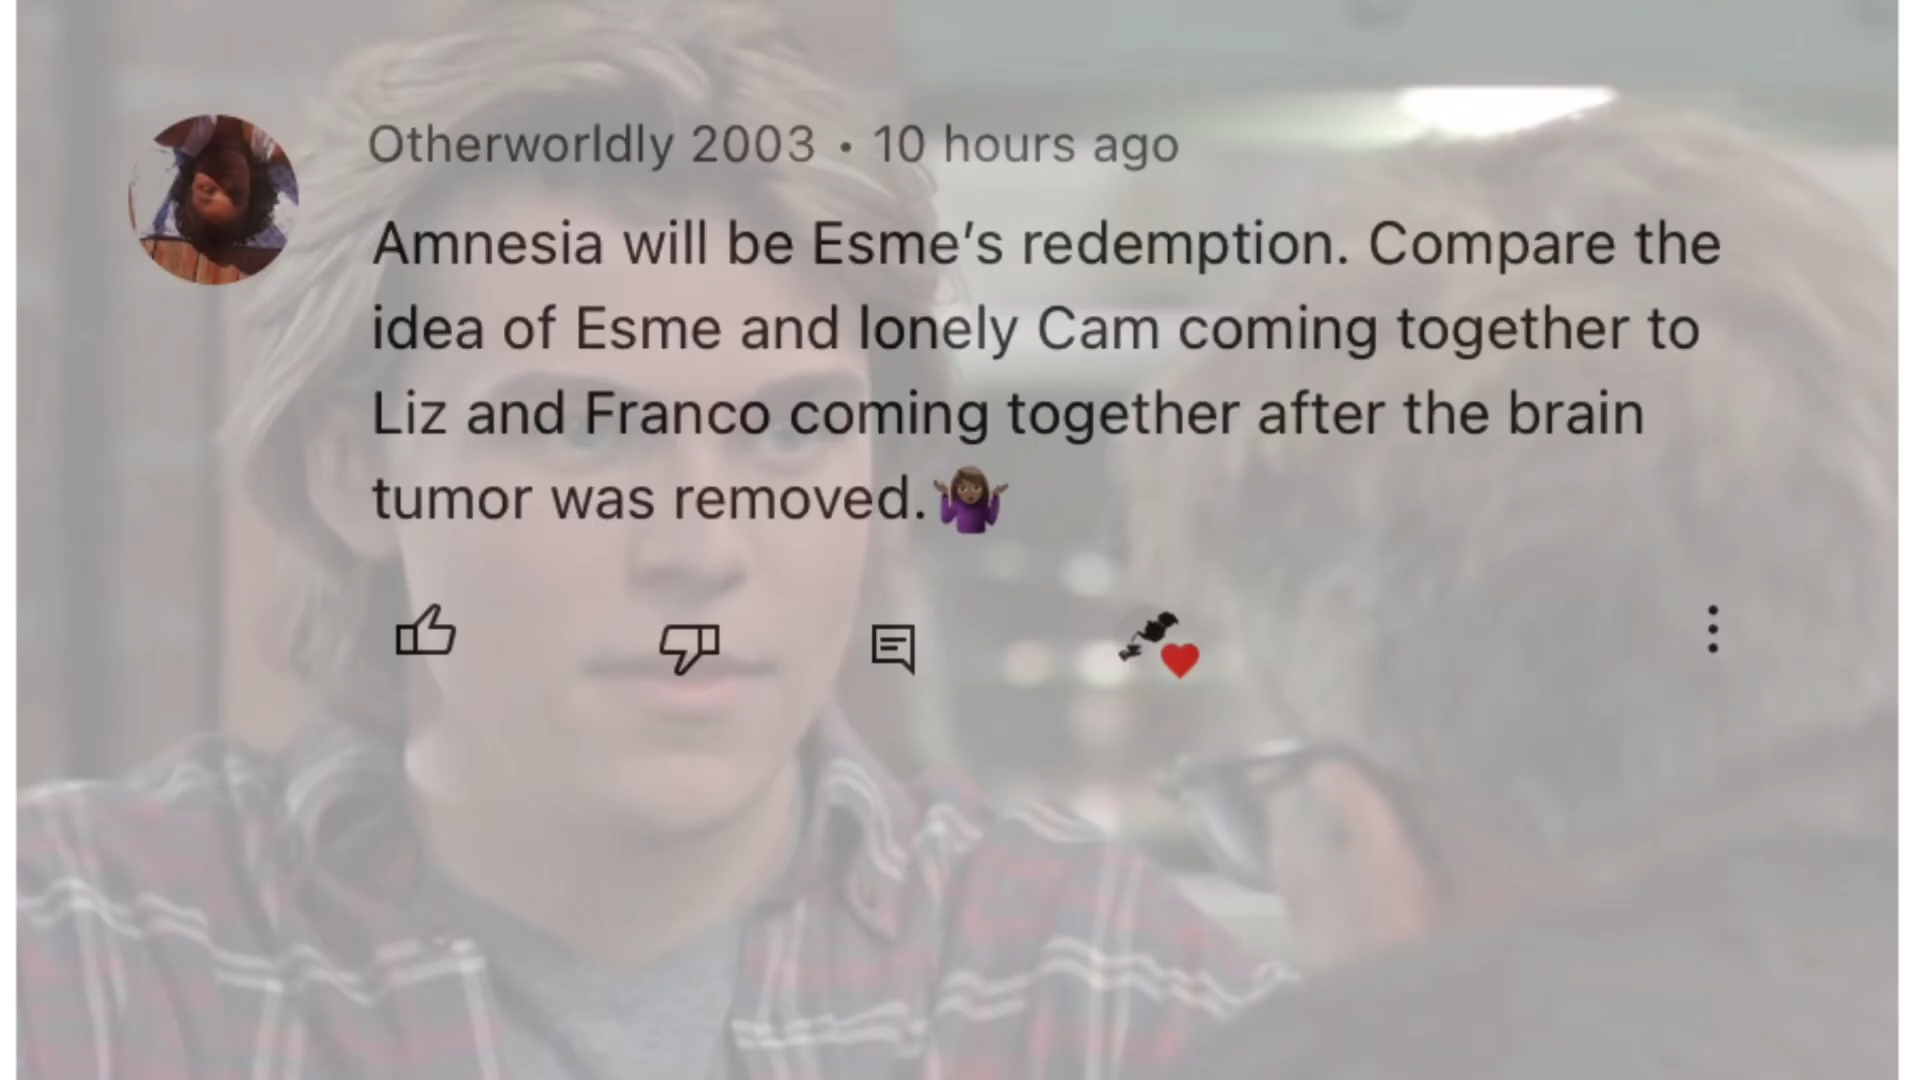 Otherworldly 2003 • 10 hours ago
Amnesia will be Esme’s redemption. Compare the
idea of Esme and lonely Cam coming together to
Liz and Franco coming together after the brain
tumor was removed.🤷🏾‍♀️